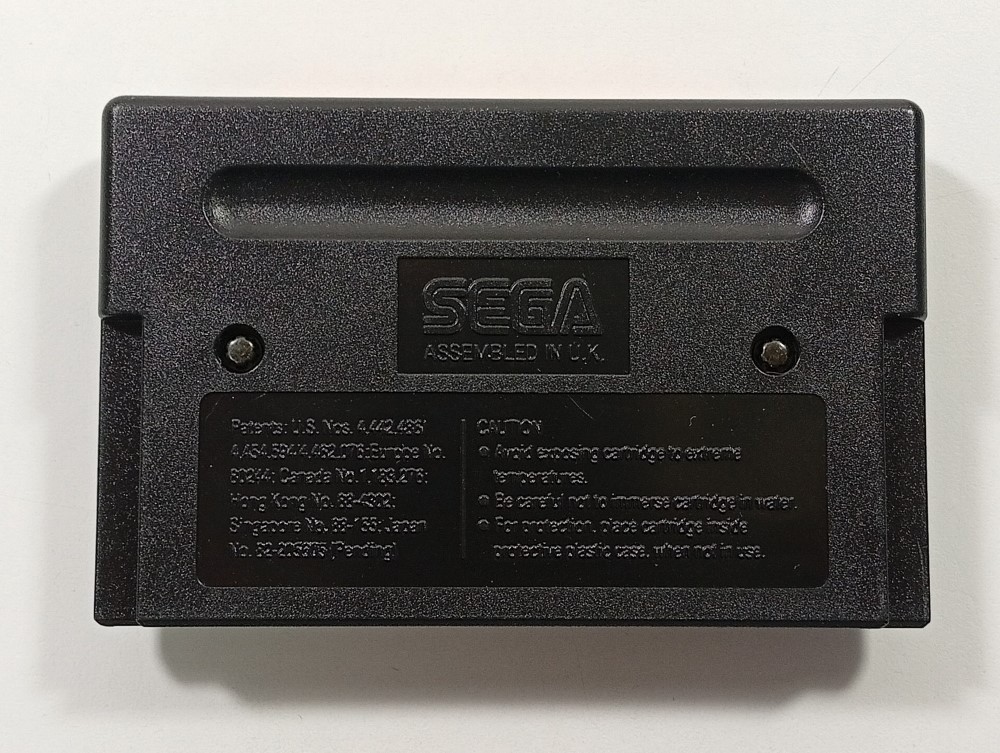 SEGA
ASSEMBLED IN U.K.
Patents: U.S. Nos. 4,442,486/
4,454,594/4,462,076; Europe No.
80244; Canada No. 1,183,276;
Hong Kong No. 88-4302;
Singapore No. 88-155; Japan
No. 82-205605 (Pending)
CAUTION
• Avoid exposing cartridge to extreme
temperatures.
• Be careful not to immerse cartridge in water.
• For protection, place cartridge inside
protective plastic case, when not in use.